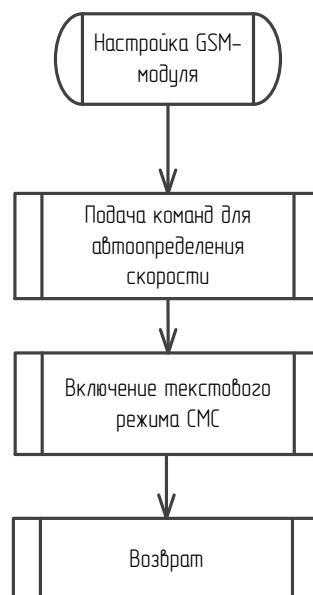 Настройка GSM-
модуля
Подача команд для
автоопределения
скорости
Включение текстового
режима СМС
Возврат